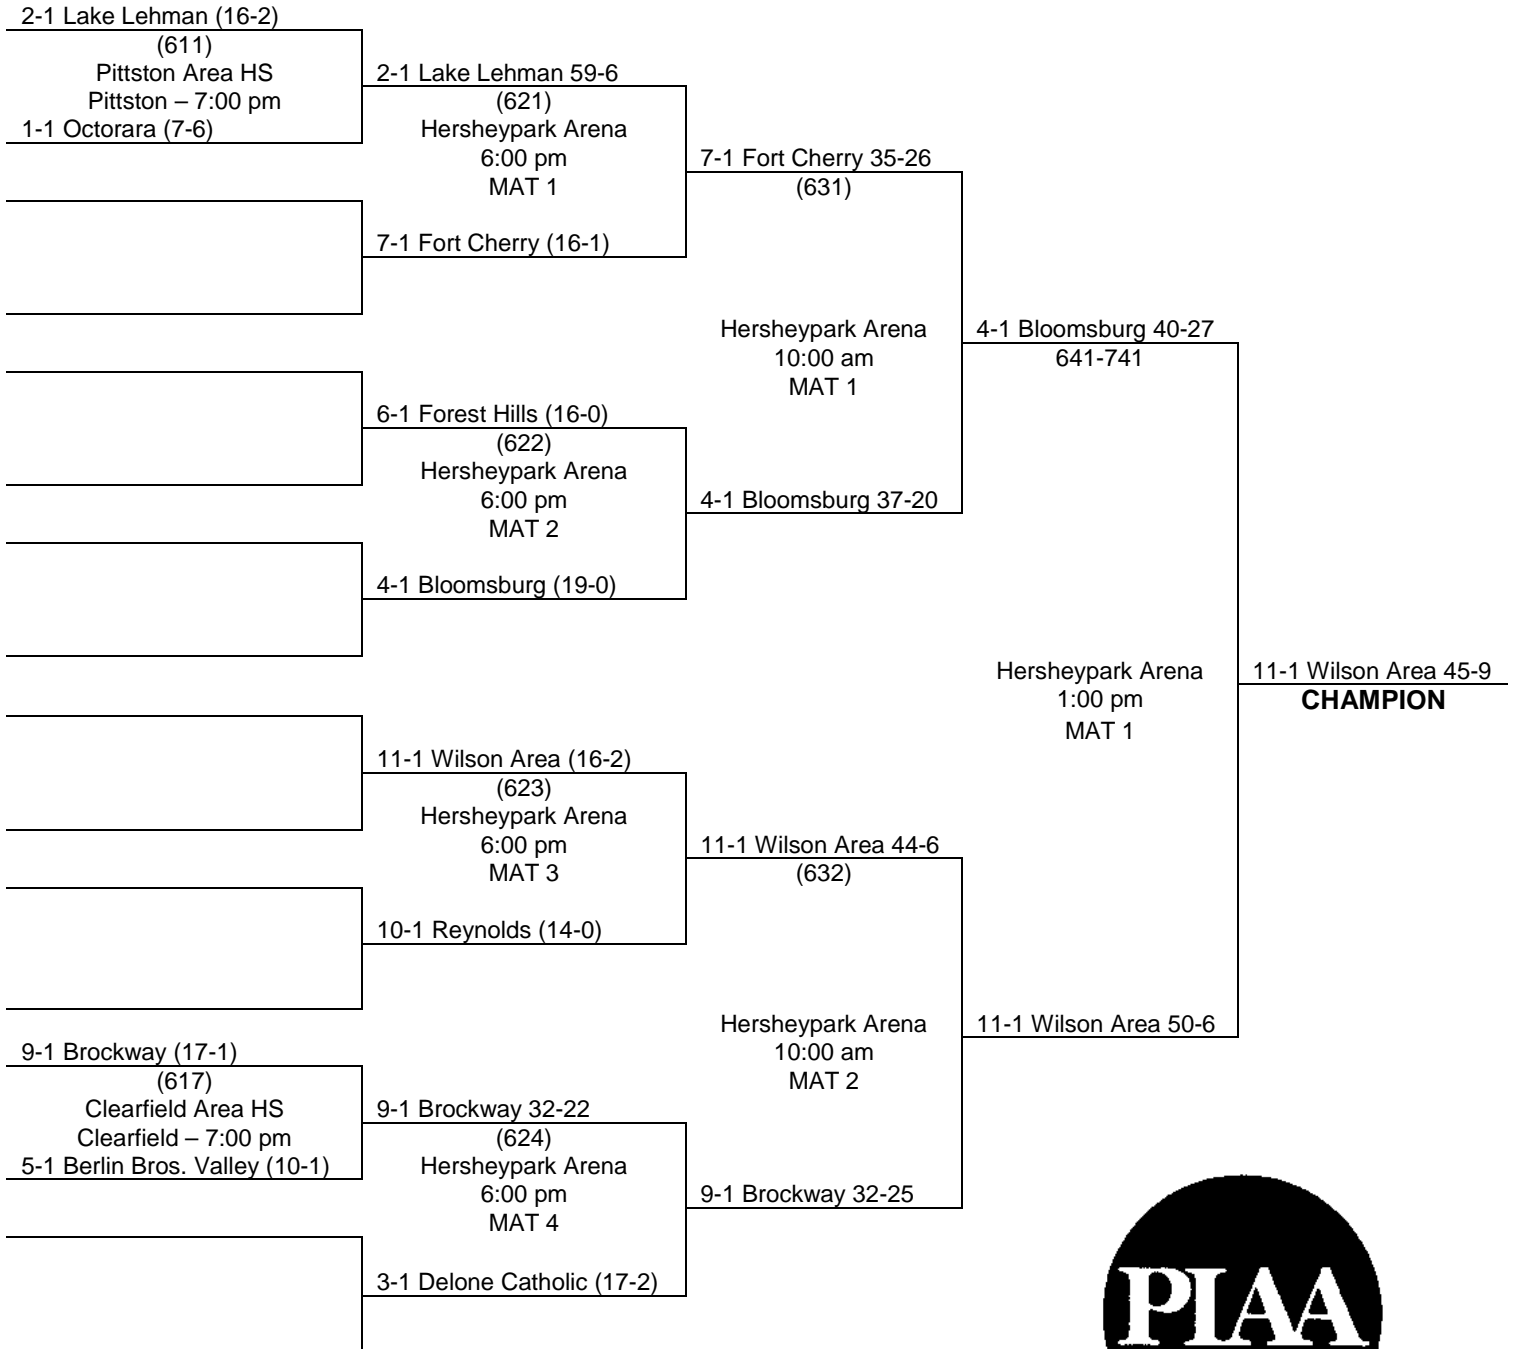 2-1 Lake Lehman (16-2)
(611)
Pittston Area HS
Pittston – 7:00 pm
1-1 Octorara (7-6)
2-1 Lake Lehman 59-6
(621)
Hersheypark Arena
6:00 pm
MAT 1
7-1 Fort Cherry (16-1)
7-1 Fort Cherry 35-26
(631)
Hersheypark Arena
10:00 am
MAT 1
6-1 Forest Hills (16-0)
(622)
Hersheypark Arena
6:00 pm
MAT 2
4-1 Bloomsburg (19-0)
4-1 Bloomsburg 37-20
4-1 Bloomsburg 40-27
641-741
Hersheypark Arena
1:00 pm
MAT 1
11-1 Wilson Area 45-9
CHAMPION
11-1 Wilson Area (16-2)
(623)
Hersheypark Arena
6:00 pm
MAT 3
10-1 Reynolds (14-0)
11-1 Wilson Area 44-6
(632)
Hersheypark Arena
10:00 am
MAT 2
11-1 Wilson Area 50-6
9-1 Brockway (17-1)
(617)
Clearfield Area HS
Clearfield – 7:00 pm
5-1 Berlin Bros. Valley (10-1)
9-1 Brockway 32-22
(624)
Hersheypark Arena
6:00 pm
MAT 4
3-1 Delone Catholic (17-2)
9-1 Brockway 32-25
PIAA